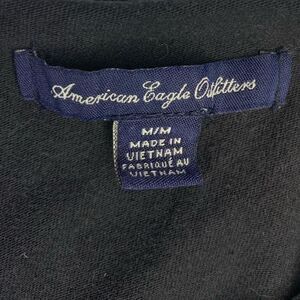 American Eagle Outfitters
M/M
MADE IN
VIETNAM
FABRIQUÉ AU
VIETNAM